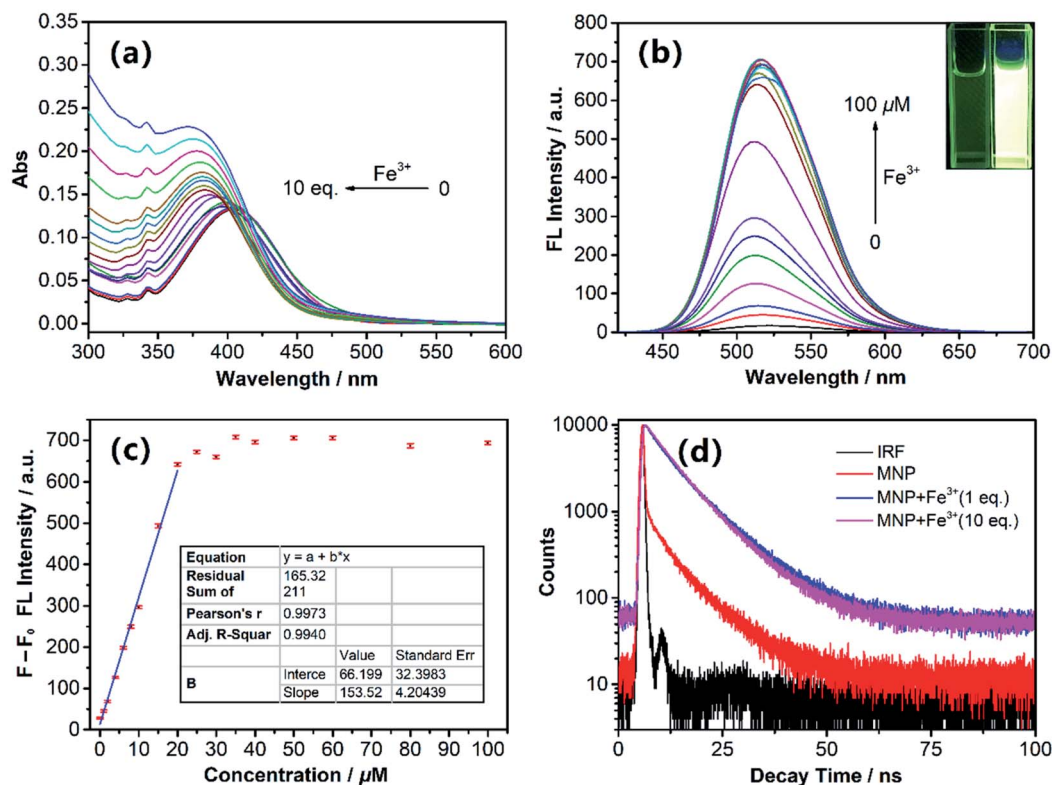 (a)
0.35
0.30
0.25
0.20
0.15
0.10
0.05
0.00
Abs
10 eq.
Fe³⁺
0
300 350 400 450 500 550 600
Wavelength / nm
(b)
800
700
600
500
400
300
200
100
0
FL Intensity / a.u.
100 µM
Fe³⁺
0
450 500 550 600 650 700
Wavelength / nm
(c)
700
600
500
400
300
200
100
0
F – F₀ FL Intensity / a.u.
Equation y = a + b*x
Residual 165.32
Sum of 211
Pearson's r 0.9973
Adj. R-Squar 0.9940
Value Standard Err
B
Interce 66.199 32.3983
Slope 153.52 4.20439
0 10 20 30 40 50 60 70 80 90 100
Concentration / µM
(d)
10000
1000
100
10
Counts
IRF
MNP
MNP+Fe³⁺(1 eq.)
MNP+Fe³⁺(10 eq.)
0 25 50 75 100
Decay Time / ns